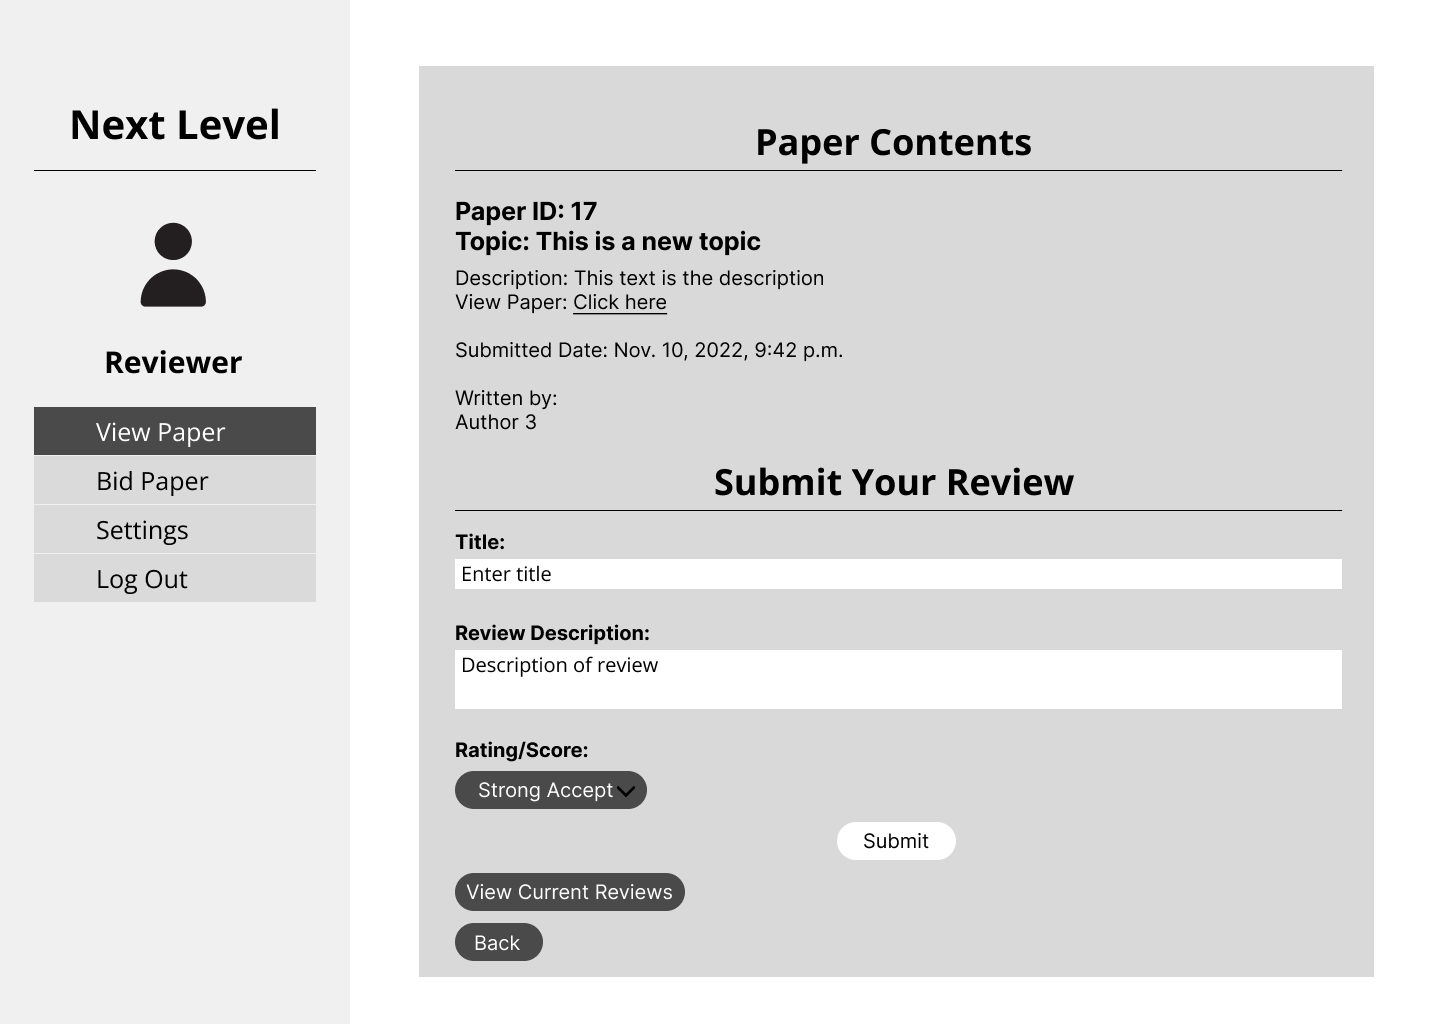 Next Level
Reviewer
View Paper
Bid Paper
Settings
Log Out
Paper Contents
Paper ID: 17
Topic: This is a new topic
Description: This text is the description
View Paper: Click here
Submitted Date: Nov. 10, 2022, 9:42 p.m.
Written by:
Author 3
Submit Your Review
Title:
Enter title
Review Description:
Description of review
Rating/Score:
Strong Accept
Submit
View Current Reviews
Back